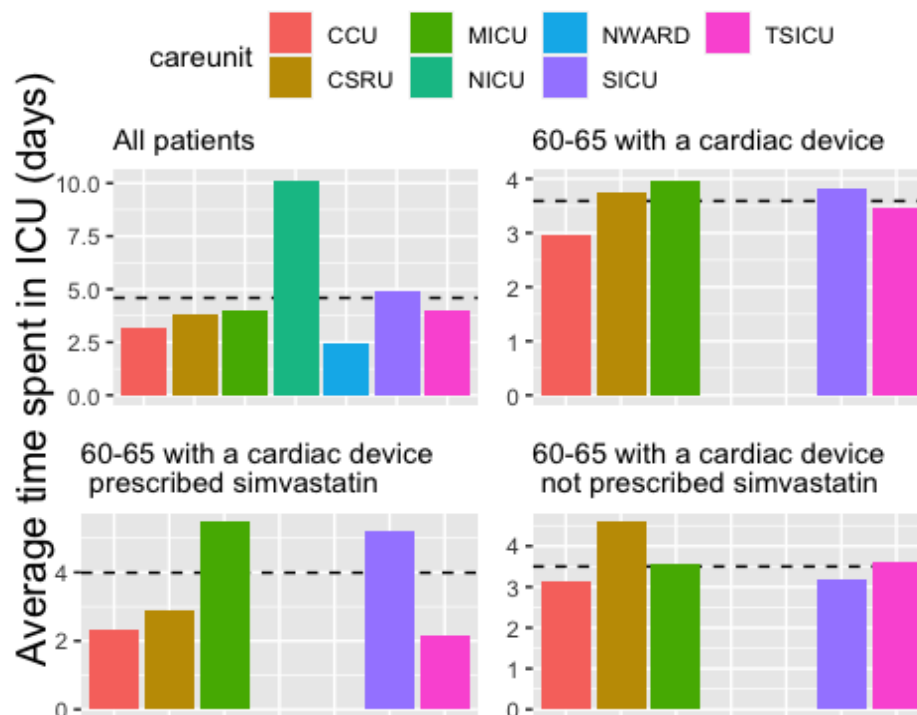 careunit
CCU
MICU
NWARD
TSICU
CSRU
NICU
SICU
Average time spent in ICU (days)
All patients
10.0
7.5
5.0
2.5
0.0
60-65 with a cardiac device
4
3
2
1
0
60-65 with a cardiac device
prescribed simvastatin
4
2
0
60-65 with a cardiac device
not prescribed simvastatin
4
3
2
1
0